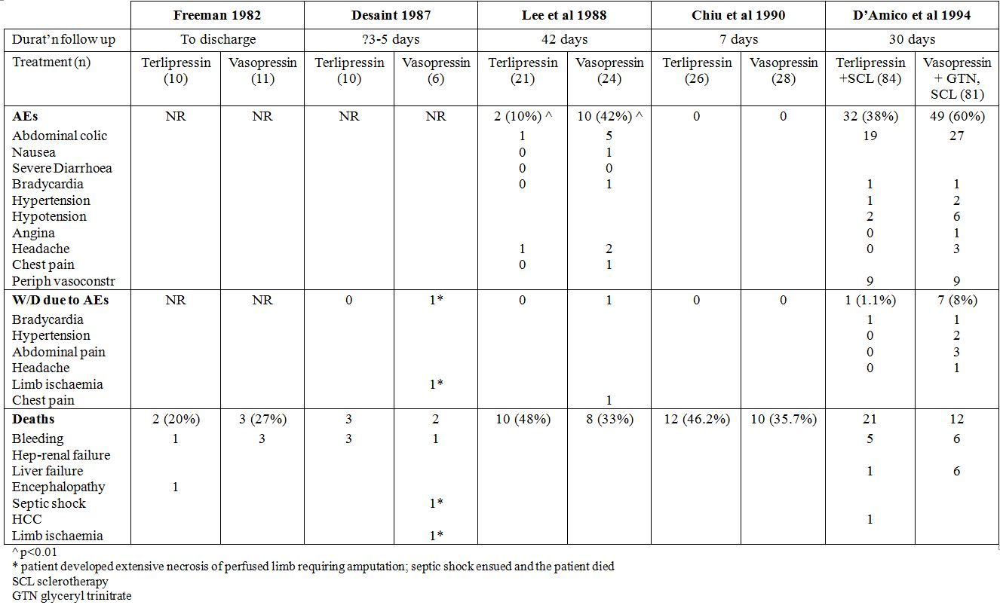 Freeman 1982 Desaint 1987 Lee et al 1988 Chiu et al 1990 D’Amico et al 1994
Durat’n follow up To discharge ?3-5 days 42 days 7 days 30 days
Treatment (n) Terlipressin Vasopressin Terlipressin Vasopressin Terlipressin Vasopressin Terlipressin Vasopressin Terlipressin Vasopressin
(10) (11) (10) (6) (21) (24) (26) (28) +SCL (84) + GTN,
SCL (81)
AEs NR NR NR NR 2 (10%) ^ 10 (42%) ^ 0 0 32 (38%) 49 (60%)
Abdominal colic 1 5 19 27
Nausea 0 1
Severe Diarrhoea 0 0
Bradycardia 0 1 1 1
Hypertension 1 2
Hypotension 2 6
Angina 0 1
Headache 1 2 0 3
Chest pain 0 1
Periph vasoconstr 9 9
W/D due to AEs NR NR 0 1* 0 1 0 0 1 (1.1%) 7 (8%)
Bradycardia 1 1
Hypertension 0 2
Abdominal pain 0 3
Headache 0 1
Limb ischaemia 1*
Chest pain 1
Deaths 2 (20%) 3 (27%) 3 2 10 (48%) 8 (33%) 12 (46.2%) 10 (35.7%) 21 12
Bleeding 1 3 3 1 5 6
Hep-renal failure
Liver failure 1 6
Encephalopathy 1
Septic shock 1*
HCC 1
Limb ischaemia 1*
^ p<0.01
* patient developed extensive necrosis of perfused limb requiring amputation; septic shock ensued and the patient died
SCL sclerotherapy
GTN glyceryl trinitrate